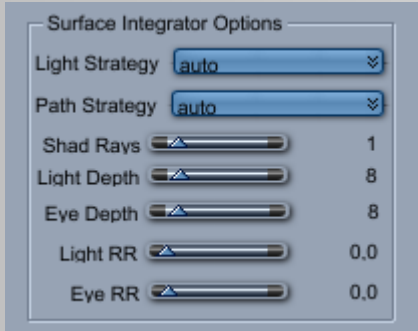 Surface Integrator Options
Light Strategy auto
Path Strategy auto
Shad Rays 1
Light Depth 8
Eye Depth 8
Light RR 0,0
Eye RR 0,0